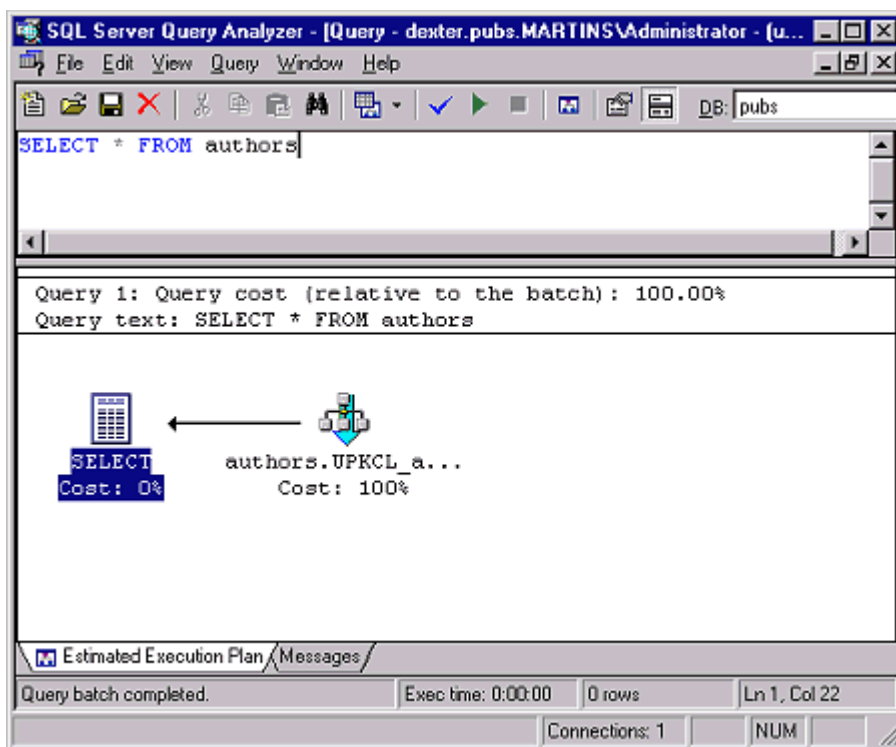 SQL Server Query Analyzer - [Query - dexter.pubs.MARTINS\Administrator - (u...
File Edit View Query Window Help
DB: pubs
SELECT * FROM authors
Query 1: Query cost (relative to the batch): 100.00%
Query text: SELECT * FROM authors
SELECT
Cost: 0%
authors.UPKCL_a...
Cost: 100%
Estimated Execution Plan Messages
Query batch completed. Exec time: 0:00:00 0 rows Ln 1, Col 22
Connections: 1 NUM